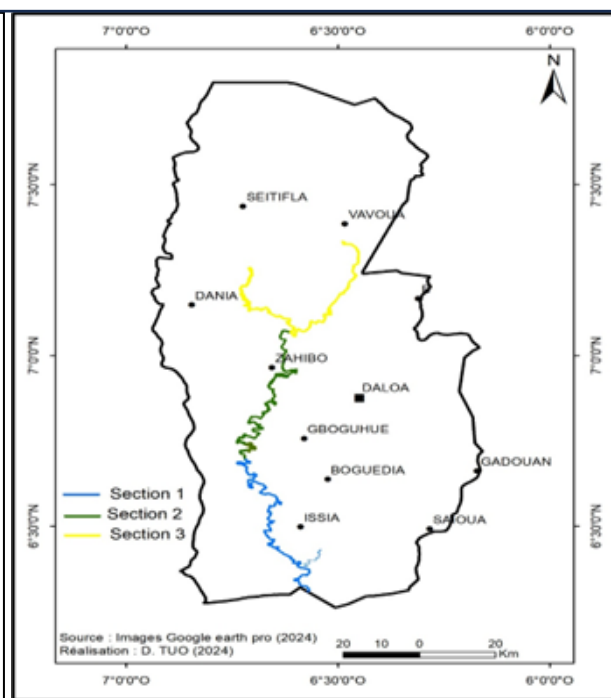 7°0'0"O 6°30'0"O 6°0'0"O
N
7°30'0"N 7°30'0"N
SEITIFLA
VAVOUA
DANIA
7°0'0"N 7°0'0"N
ZAHIBO
DALOA
GBOGUHUE
BOGUEDIA
GADOUAN
Section 1
Section 2
Section 3
ISSIA
SAIOUA
6°30'0"N 6°30'0"N
Source : Images Google earth pro (2024)
Réalisation : D. TUO (2024)
20 10 0 20
Km
7°0'0"O 6°30'0"O 6°0'0"O